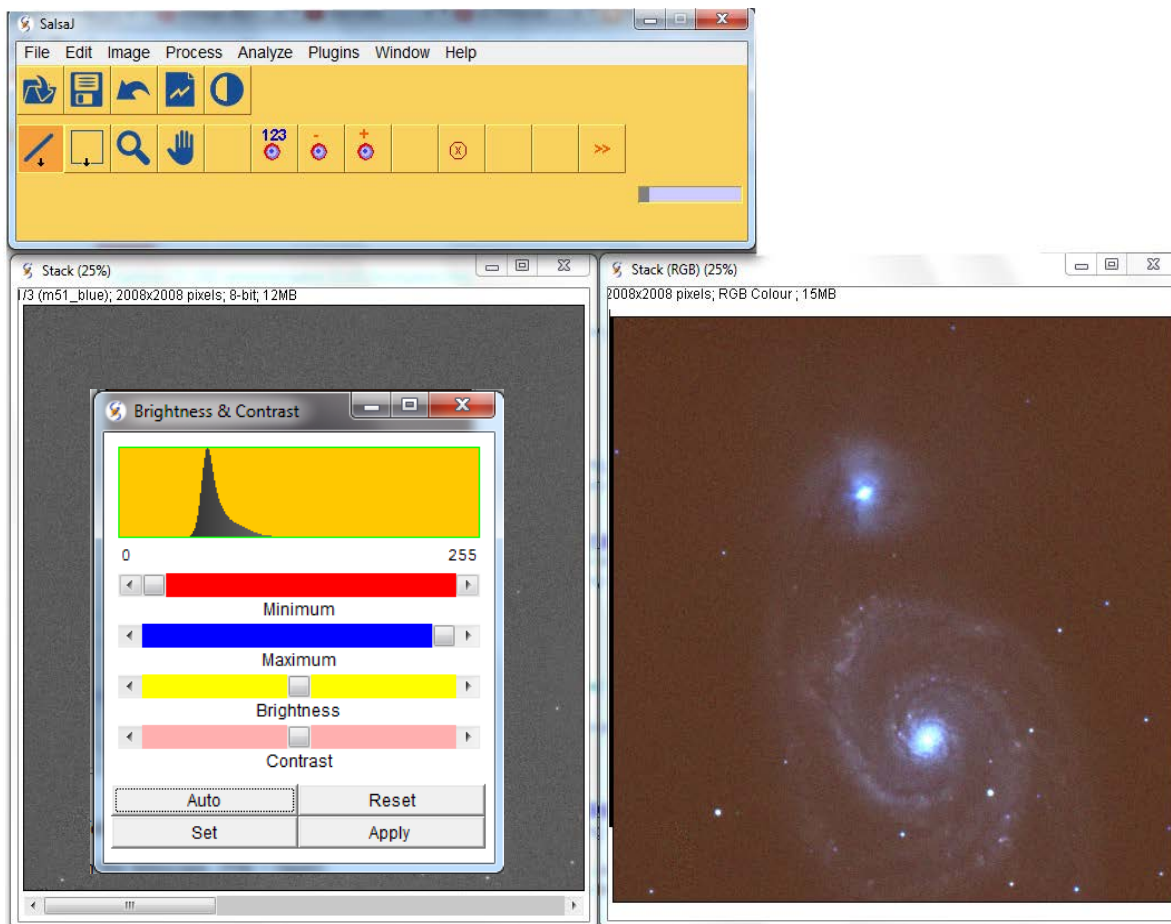 SalsaJ
File Edit Image Process Analyze Plugins Window Help
123 - +
>>
Stack (25%)
1/3 (m51_blue); 2008x2008 pixels; 8-bit; 12MB
Brightness & Contrast
0 255
Minimum
Maximum
Brightness
Contrast
Auto Reset
Set Apply
Stack (RGB) (25%)
2008x2008 pixels; RGB Colour; 15MB